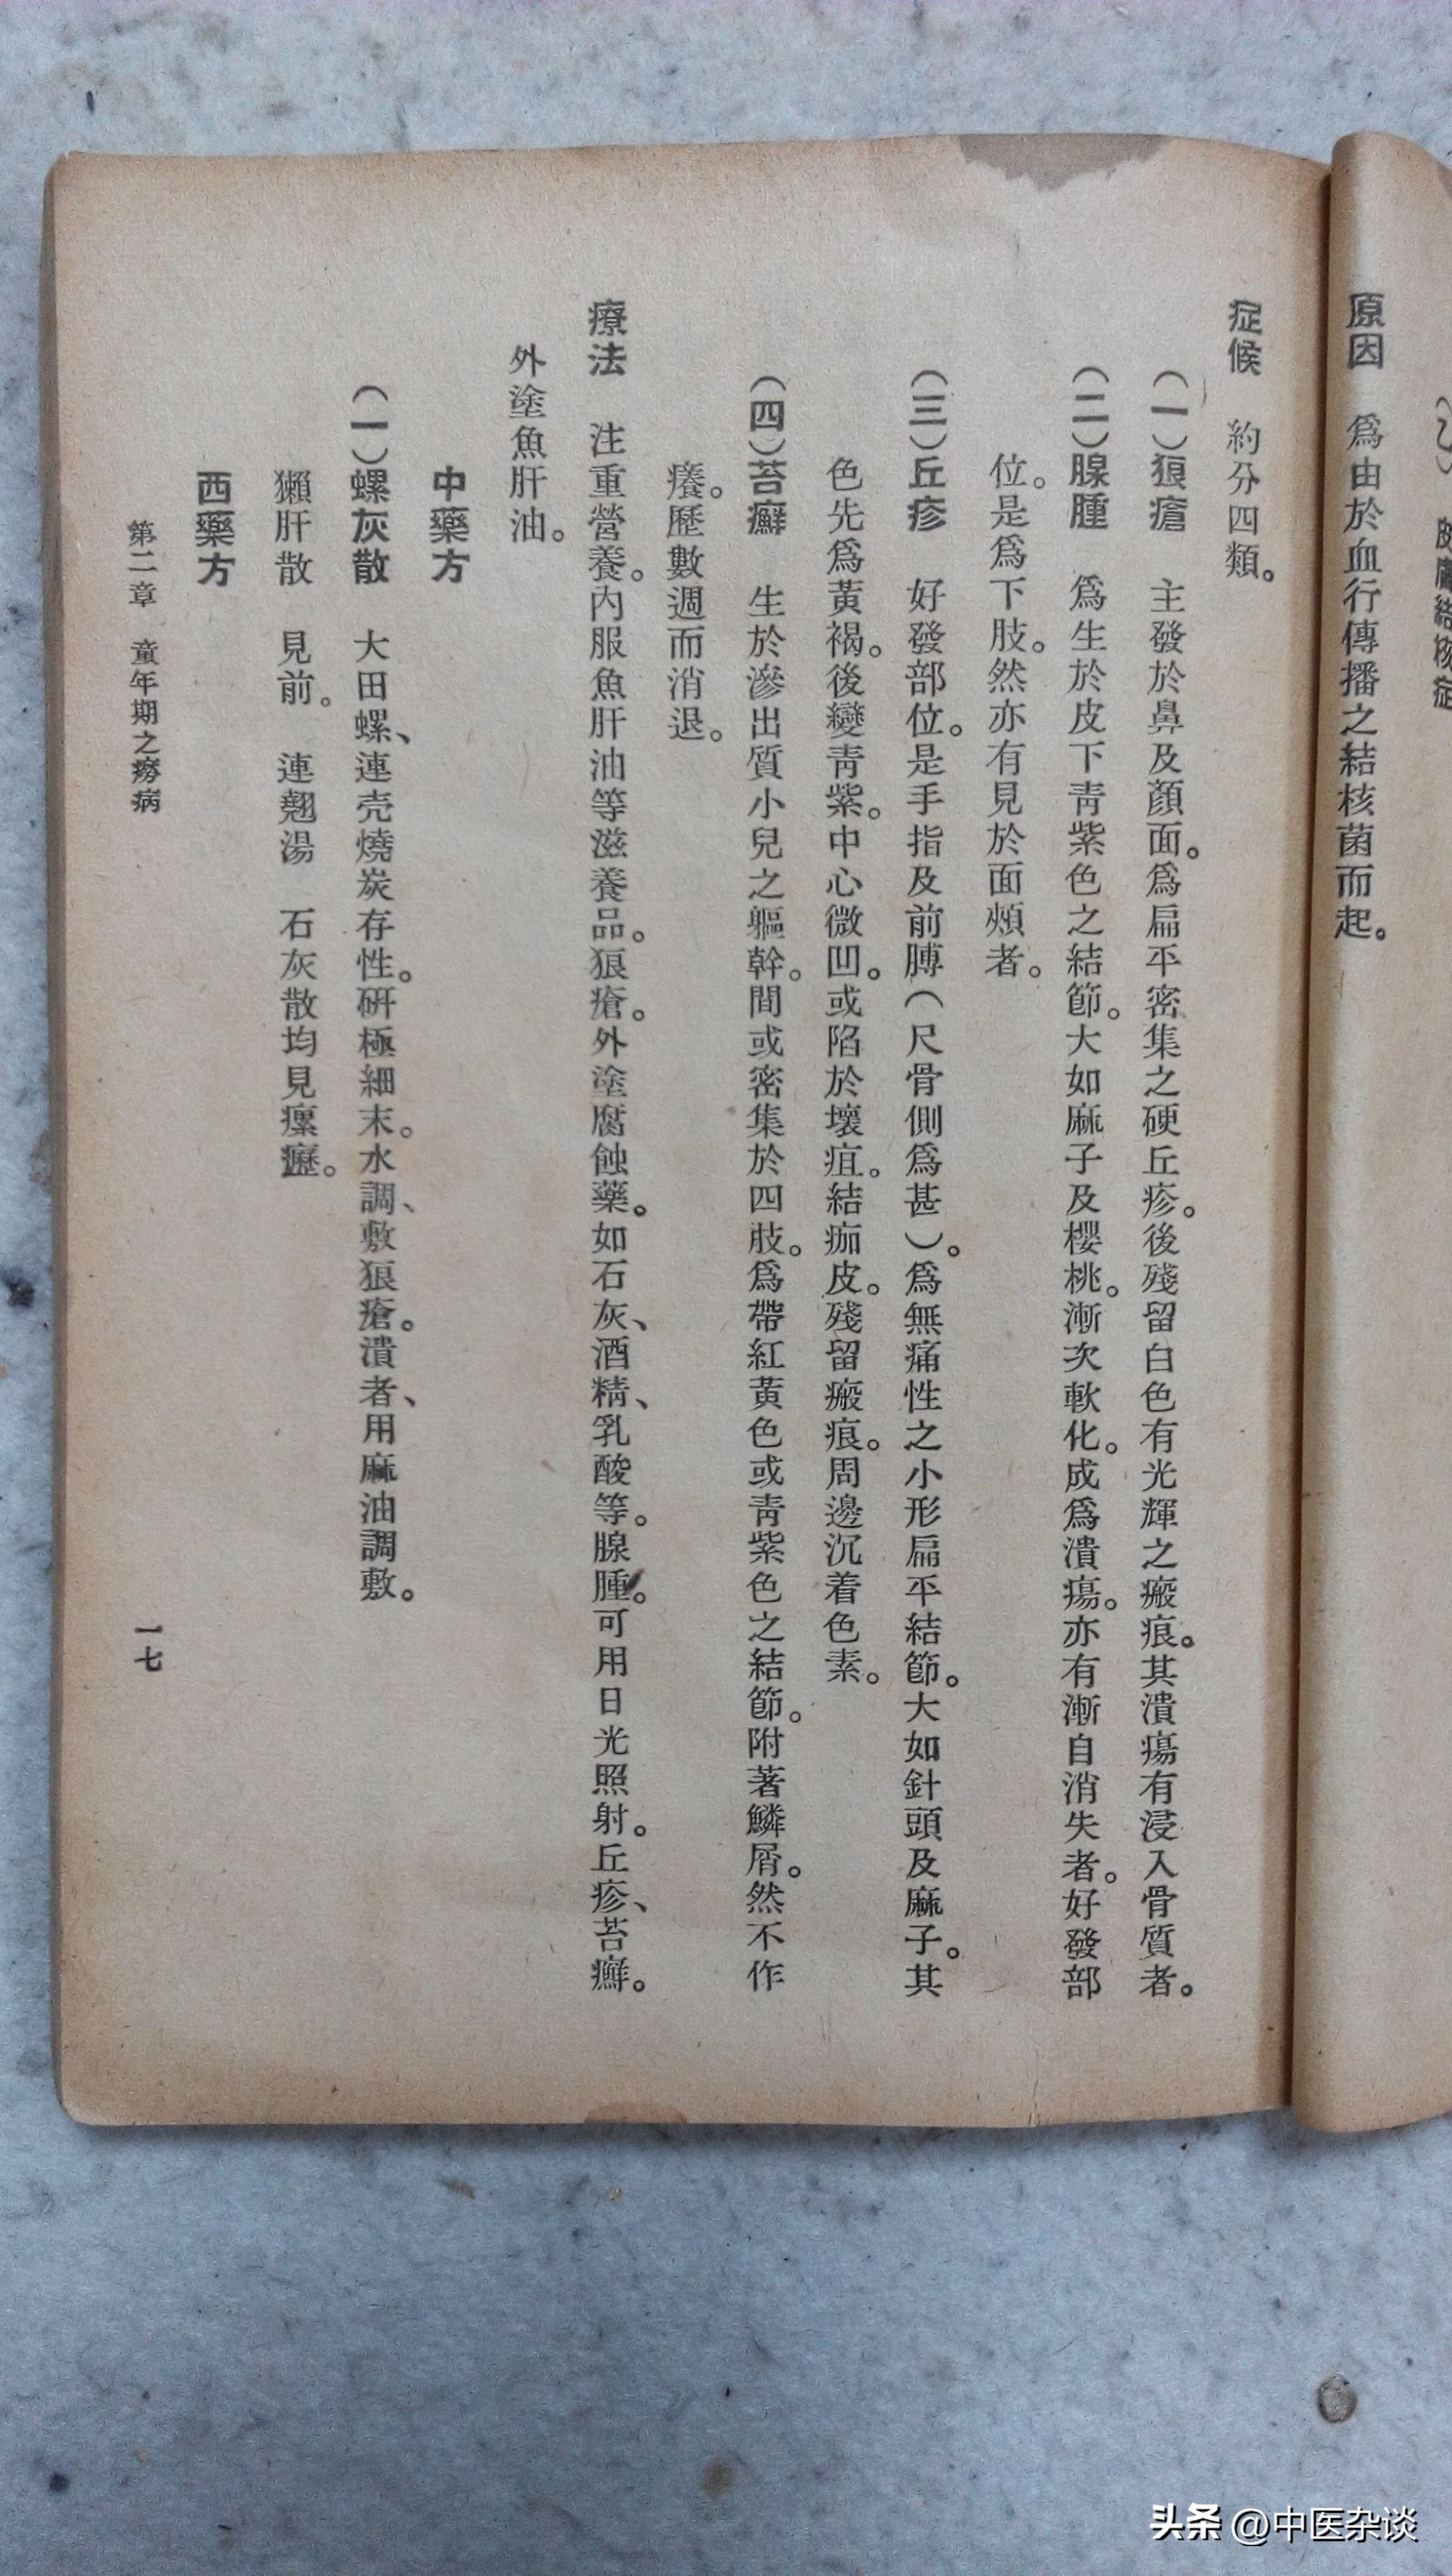 （乙）　皮膚結核症
原因　爲由於血行傳播之結核菌而起。
症候　約分四類。
（一）狼瘡　主發於鼻及顏面。爲扁平密集之硬丘疹。後殘留白色有光輝之瘢痕。其潰瘍有浸入骨質者。
（二）腺腫　爲生於皮下靑紫色之結節。大如麻子及櫻桃。漸次軟化。成爲潰瘍。亦有漸自消失者。好發部
位。是爲下肢。然亦有見於面頰者。
（三）丘疹　好發部位。是手指及前膊（尺骨側爲甚）。爲無痛性之小形扁平結節。大如針頭及麻子。其
色先爲黃褐。後變靑紫。中心微凹。或陷於壞疽。結痂皮。殘留瘢痕。周邊沉着色素。
（四）苔癬　生於滲出質小兒之軀幹。間或密集於四肢。爲帶紅黃色或靑紫色之結節。附著鱗屑。然不作
癢。歷數週而消退。
療法　注重營養。內服魚肝油等滋養品。狼瘡。外塗腐蝕藥。如石灰、酒精、乳酸等。腺腫。可用日光照射。丘疹、苔癬。
外塗魚肝油。
中藥方
（一）螺灰散　大田螺、連壳燒炭存性。硏極細末。水調、敷狼瘡。潰者、用麻油調敷。
獺肝散　見前。　連翹湯　石灰散均見瘰癧。
西藥方
第二章　童年期之癆病　一七
头条 @中医杂谈